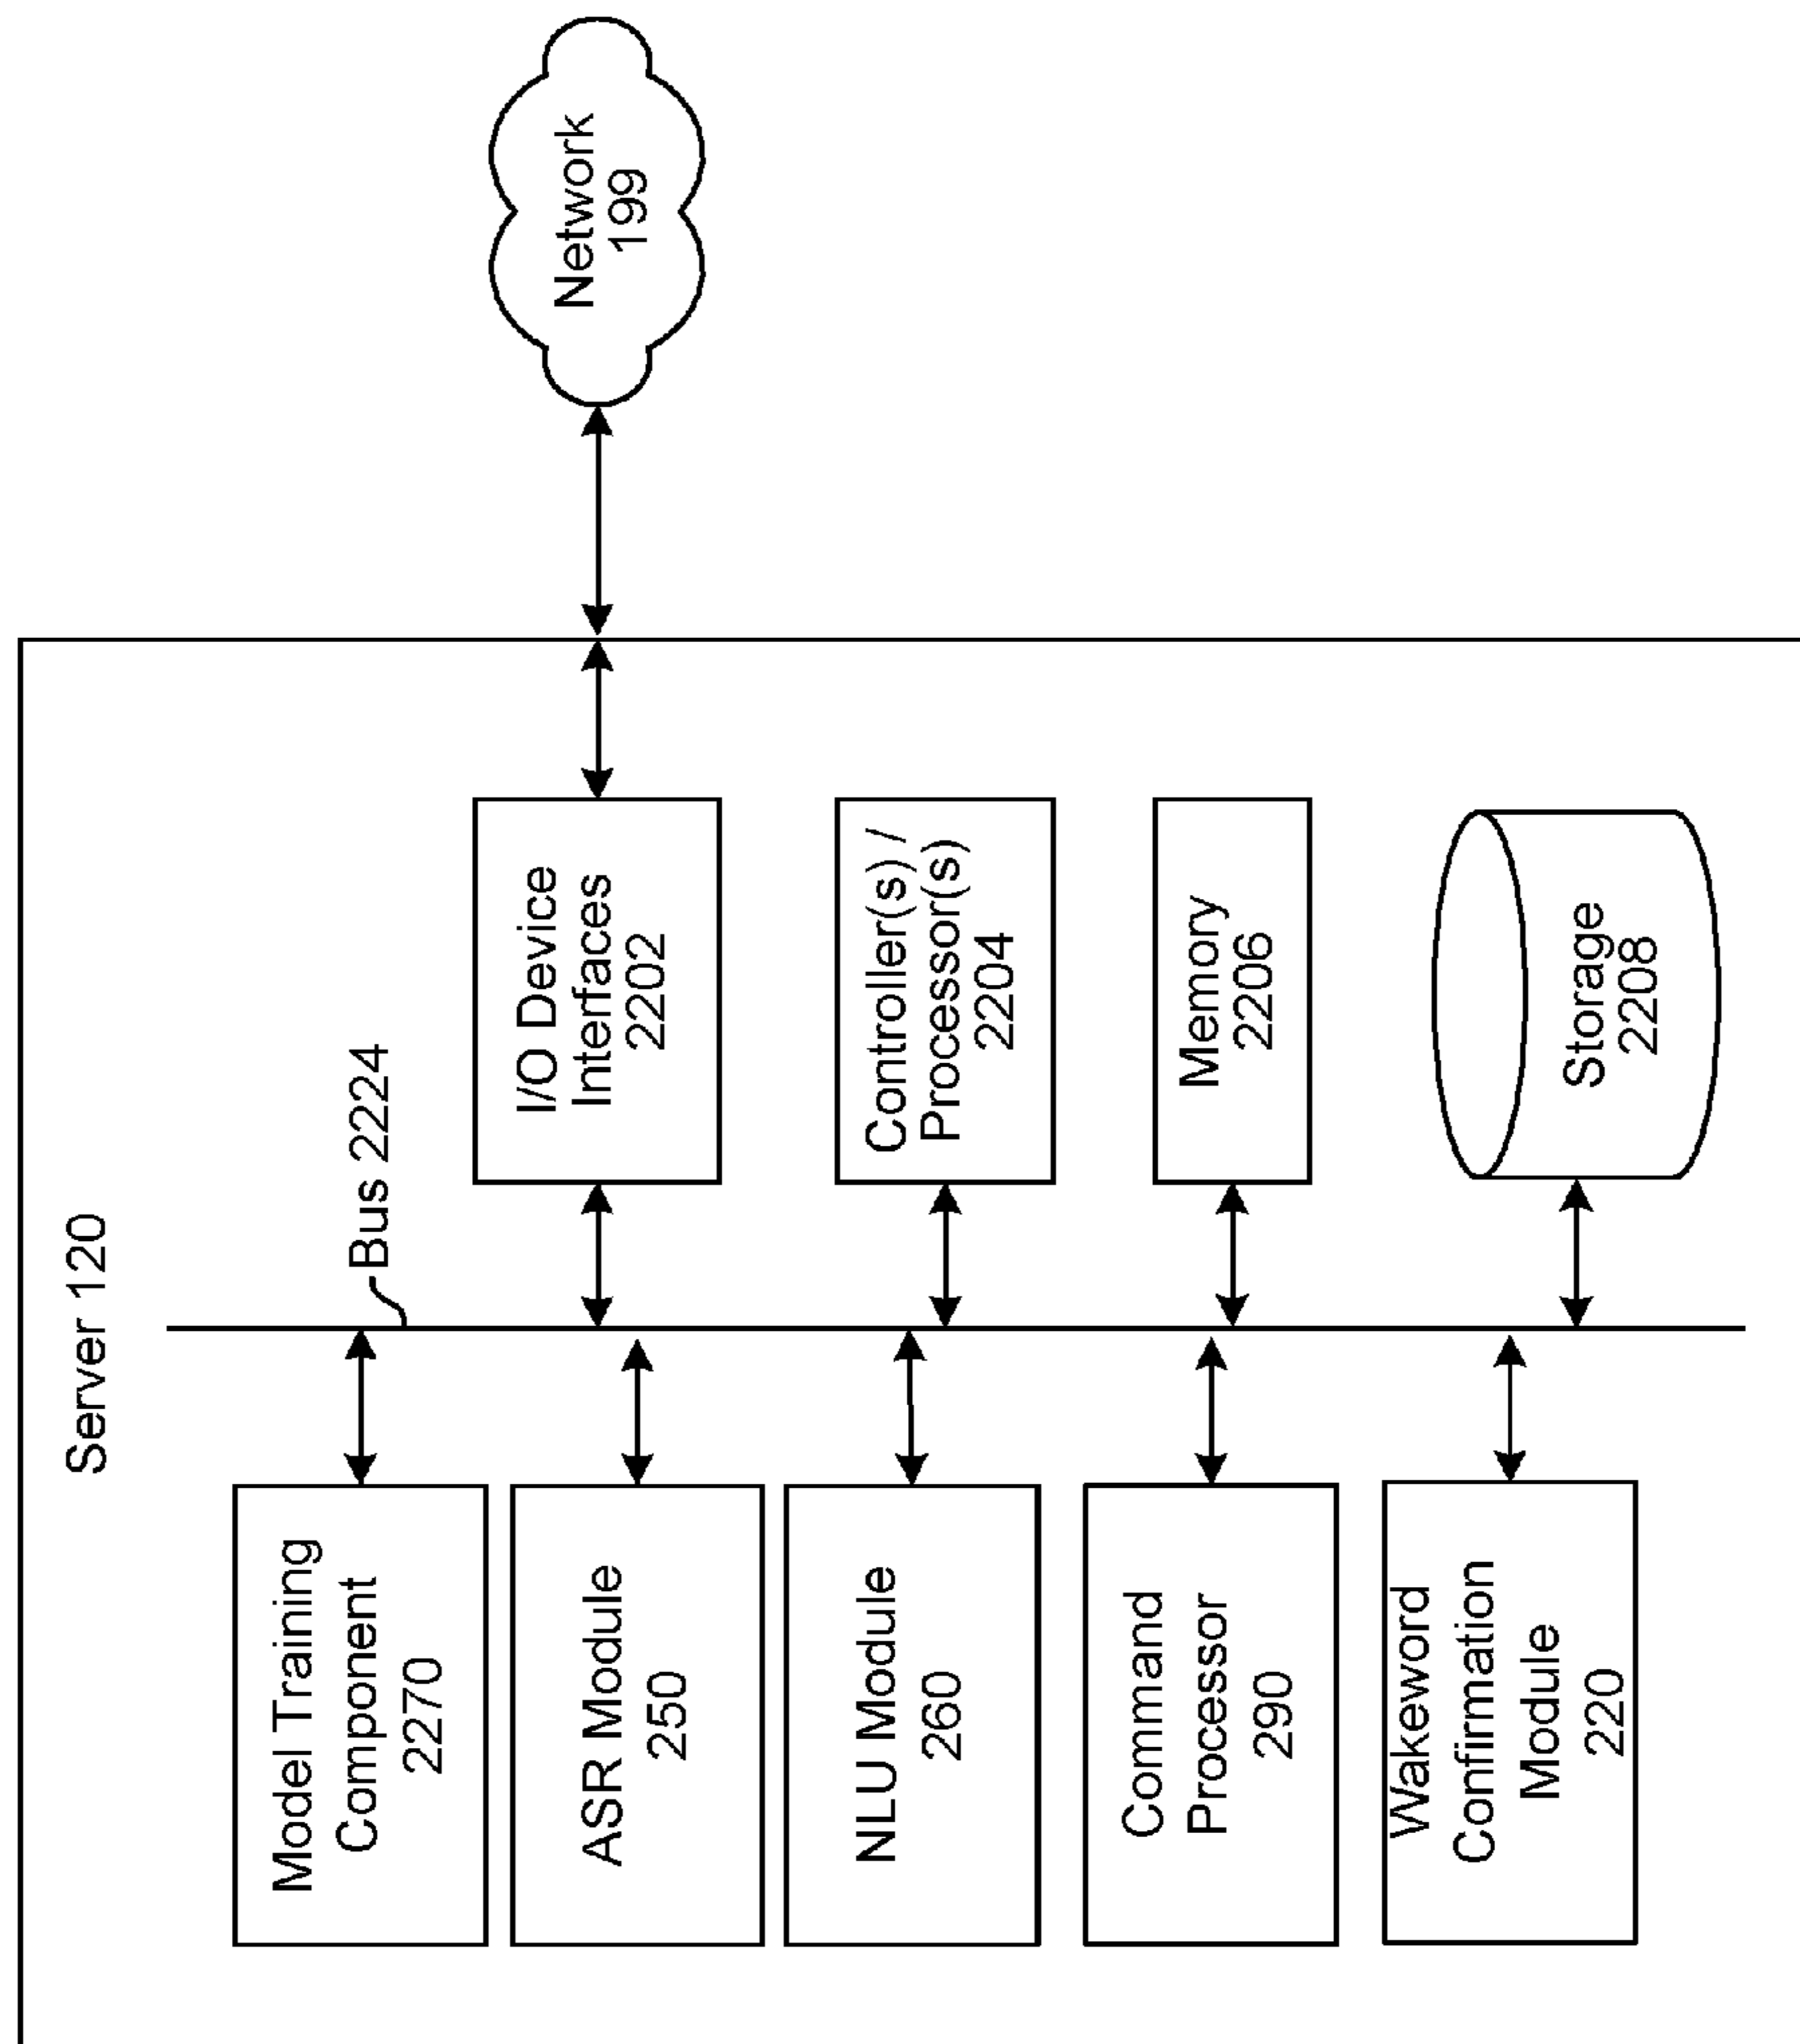 Server 120
Bus 2224
Model Training
Component
2270
ASR Module
250
NLU Module
260
Command
Processor
290
Wakeword
Confirmation
Module
220
I/O Device
Interfaces
2202
Controller(s) /
Processor(s)
2204
Memory
2206
Storage
2208
Network
199